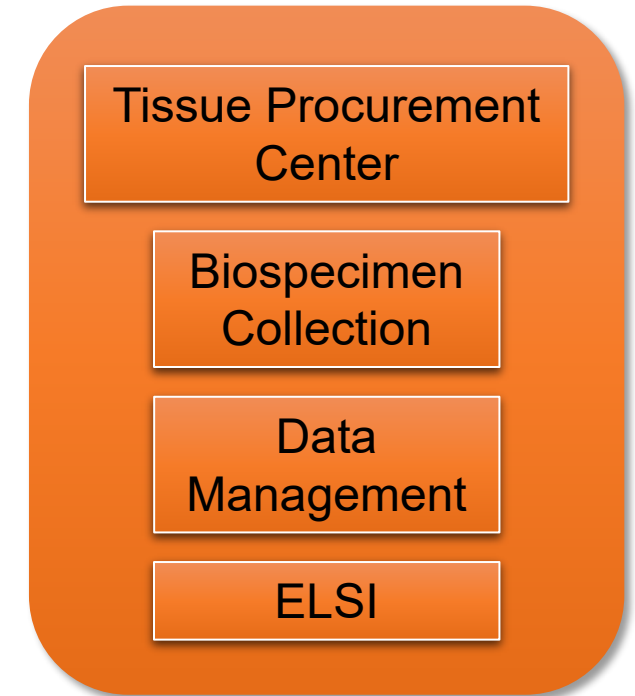 Tissue Procurement
Center
Biospecimen
Collection
Data
Management
ELSI